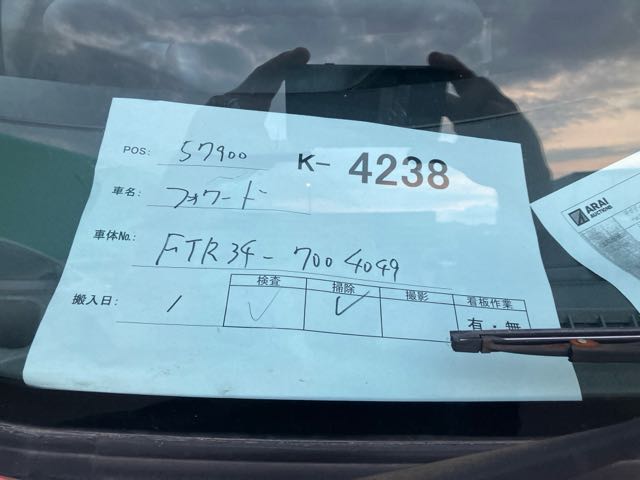 POS: 57900 K-4238
車名: フォワード
ARAI
AUCTIONS
車体No.: FTR34-7004049
検査 掃除 撮影 看板作業
搬入日: 1 ✓ ✓ 有・無